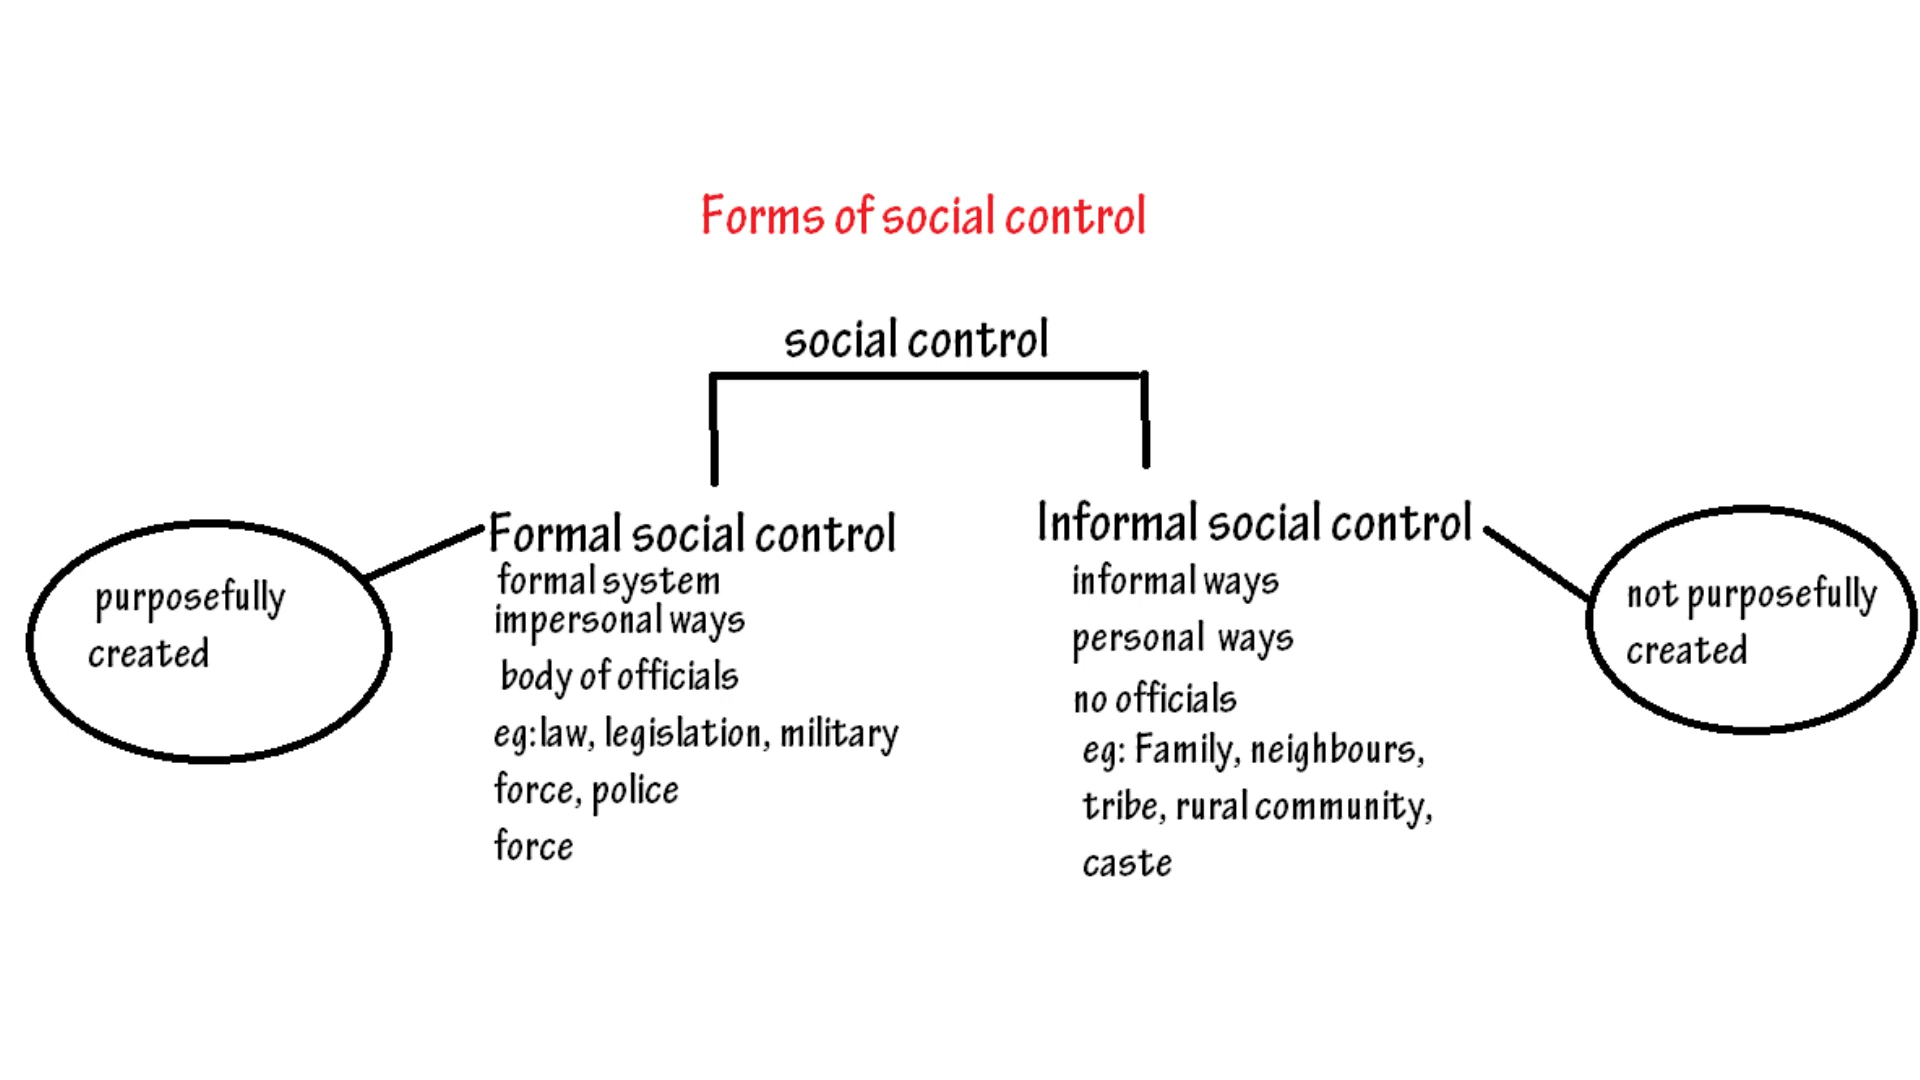 Forms of social control
social control
Formal social control
formal system
impersonal ways
body of officials
eg:law, legislation, military
force, police
force
purposefully
created
Informal social control
informal ways
personal ways
no officials
eg: Family, neighbours,
tribe, rural community,
caste
not purposefully
created